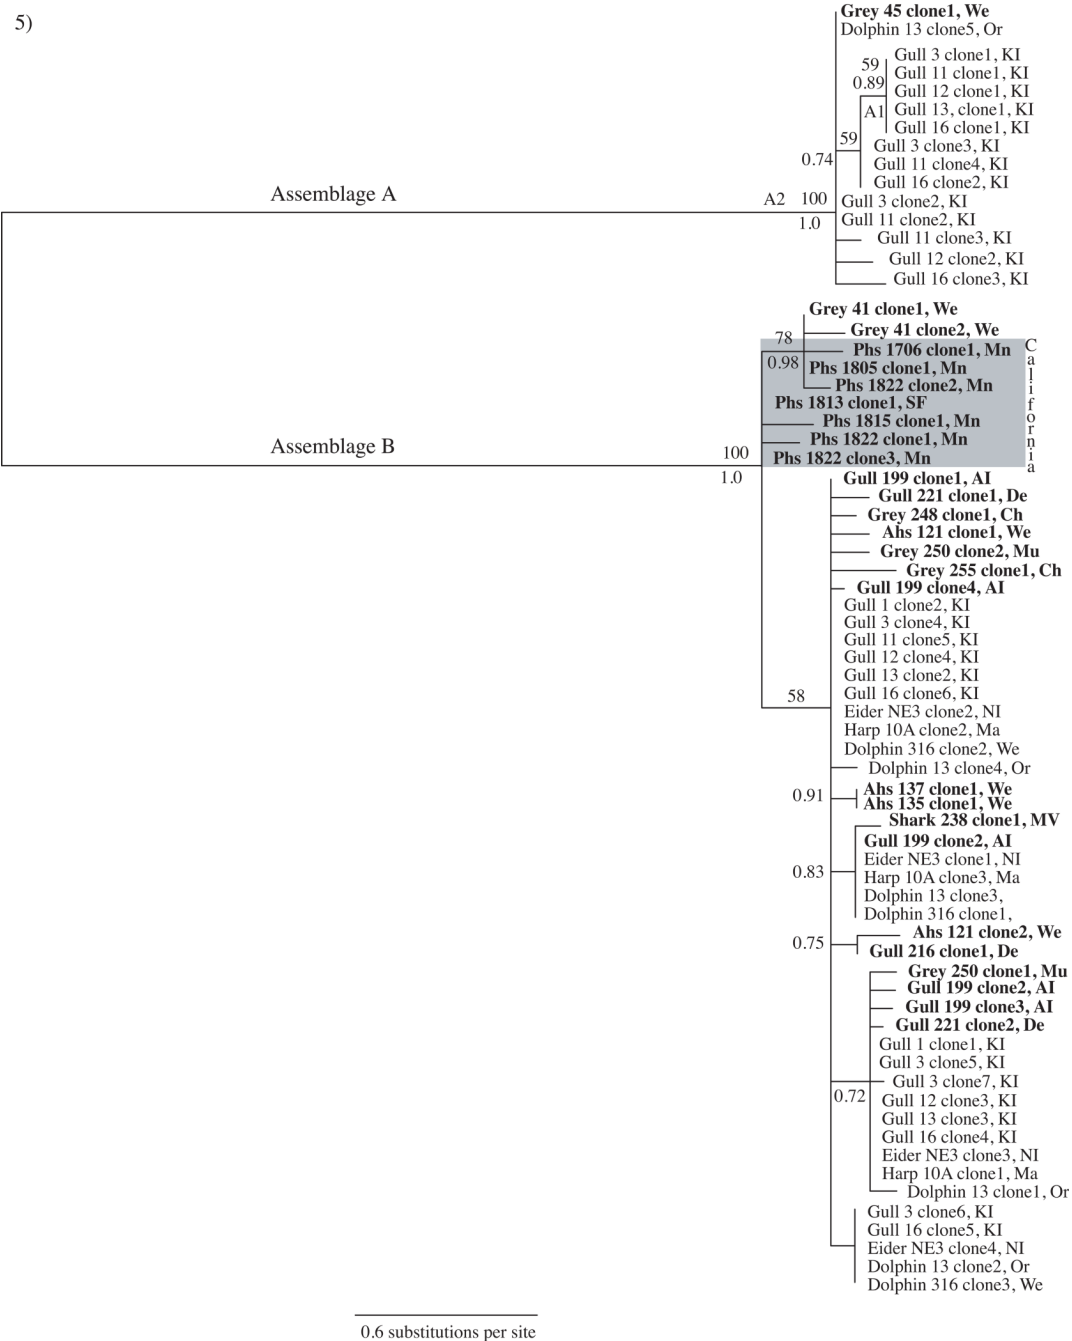 5)
Grey 45 clone1, We
Dolphin 13 clone5, Or
Gull 3 clone1, KI
59
Gull 11 clone1, KI
0.89
Gull 12 clone1, KI
A1
Gull 13, clone1, KI
Gull 16 clone1, KI
59
Gull 3 clone3, KI
0.74
Gull 11 clone4, KI
Gull 16 clone2, KI
Assemblage A
A2
100
Gull 3 clone2, KI
1.0
Gull 11 clone2, KI
Gull 11 clone3, KI
Gull 12 clone2, KI
Gull 16 clone3, KI
Grey 41 clone1, We
78
Grey 41 clone2, We
California
Phs 1706 clone1, Mn
0.98
Phs 1805 clone1, Mn
Phs 1822 clone2, Mn
Phs 1813 clone1, SF
Phs 1815 clone1, Mn
Phs 1822 clone1, Mn
Assemblage B
100
Phs 1822 clone3, Mn
1.0
Gull 199 clone1, AI
Gull 221 clone1, De
Grey 248 clone1, Ch
Ahs 121 clone1, We
Grey 250 clone2, Mu
Grey 255 clone1, Ch
Gull 199 clone4, AI
Gull 1 clone2, KI
Gull 3 clone4, KI
Gull 11 clone5, KI
Gull 12 clone4, KI
Gull 13 clone2, KI
Gull 16 clone6, KI
58
Eider NE3 clone2, NI
Harp 10A clone2, Ma
Dolphin 316 clone2, We
Dolphin 13 clone4, Or
0.91
Ahs 137 clone1, We
Ahs 135 clone1, We
Shark 238 clone1, MV
Gull 199 clone2, AI
Eider NE3 clone1, NI
0.83
Harp 10A clone3, Ma
Dolphin 13 clone3,
Dolphin 316 clone1,
Ahs 121 clone2, We
0.75
Gull 216 clone1, De
Grey 250 clone1, Mu
Gull 199 clone2, AI
Gull 199 clone3, AI
Gull 221 clone2, De
Gull 1 clone1, KI
Gull 3 clone5, KI
Gull 3 clone7, KI
0.72
Gull 12 clone3, KI
Gull 13 clone3, KI
Gull 16 clone4, KI
Eider NE3 clone3, NI
Harp 10A clone1, Ma
Dolphin 13 clone1, Or
Gull 3 clone6, KI
Gull 16 clone5, KI
Eider NE3 clone4, NI
Dolphin 13 clone2, Or
Dolphin 316 clone3, We
0.6 substitutions per site